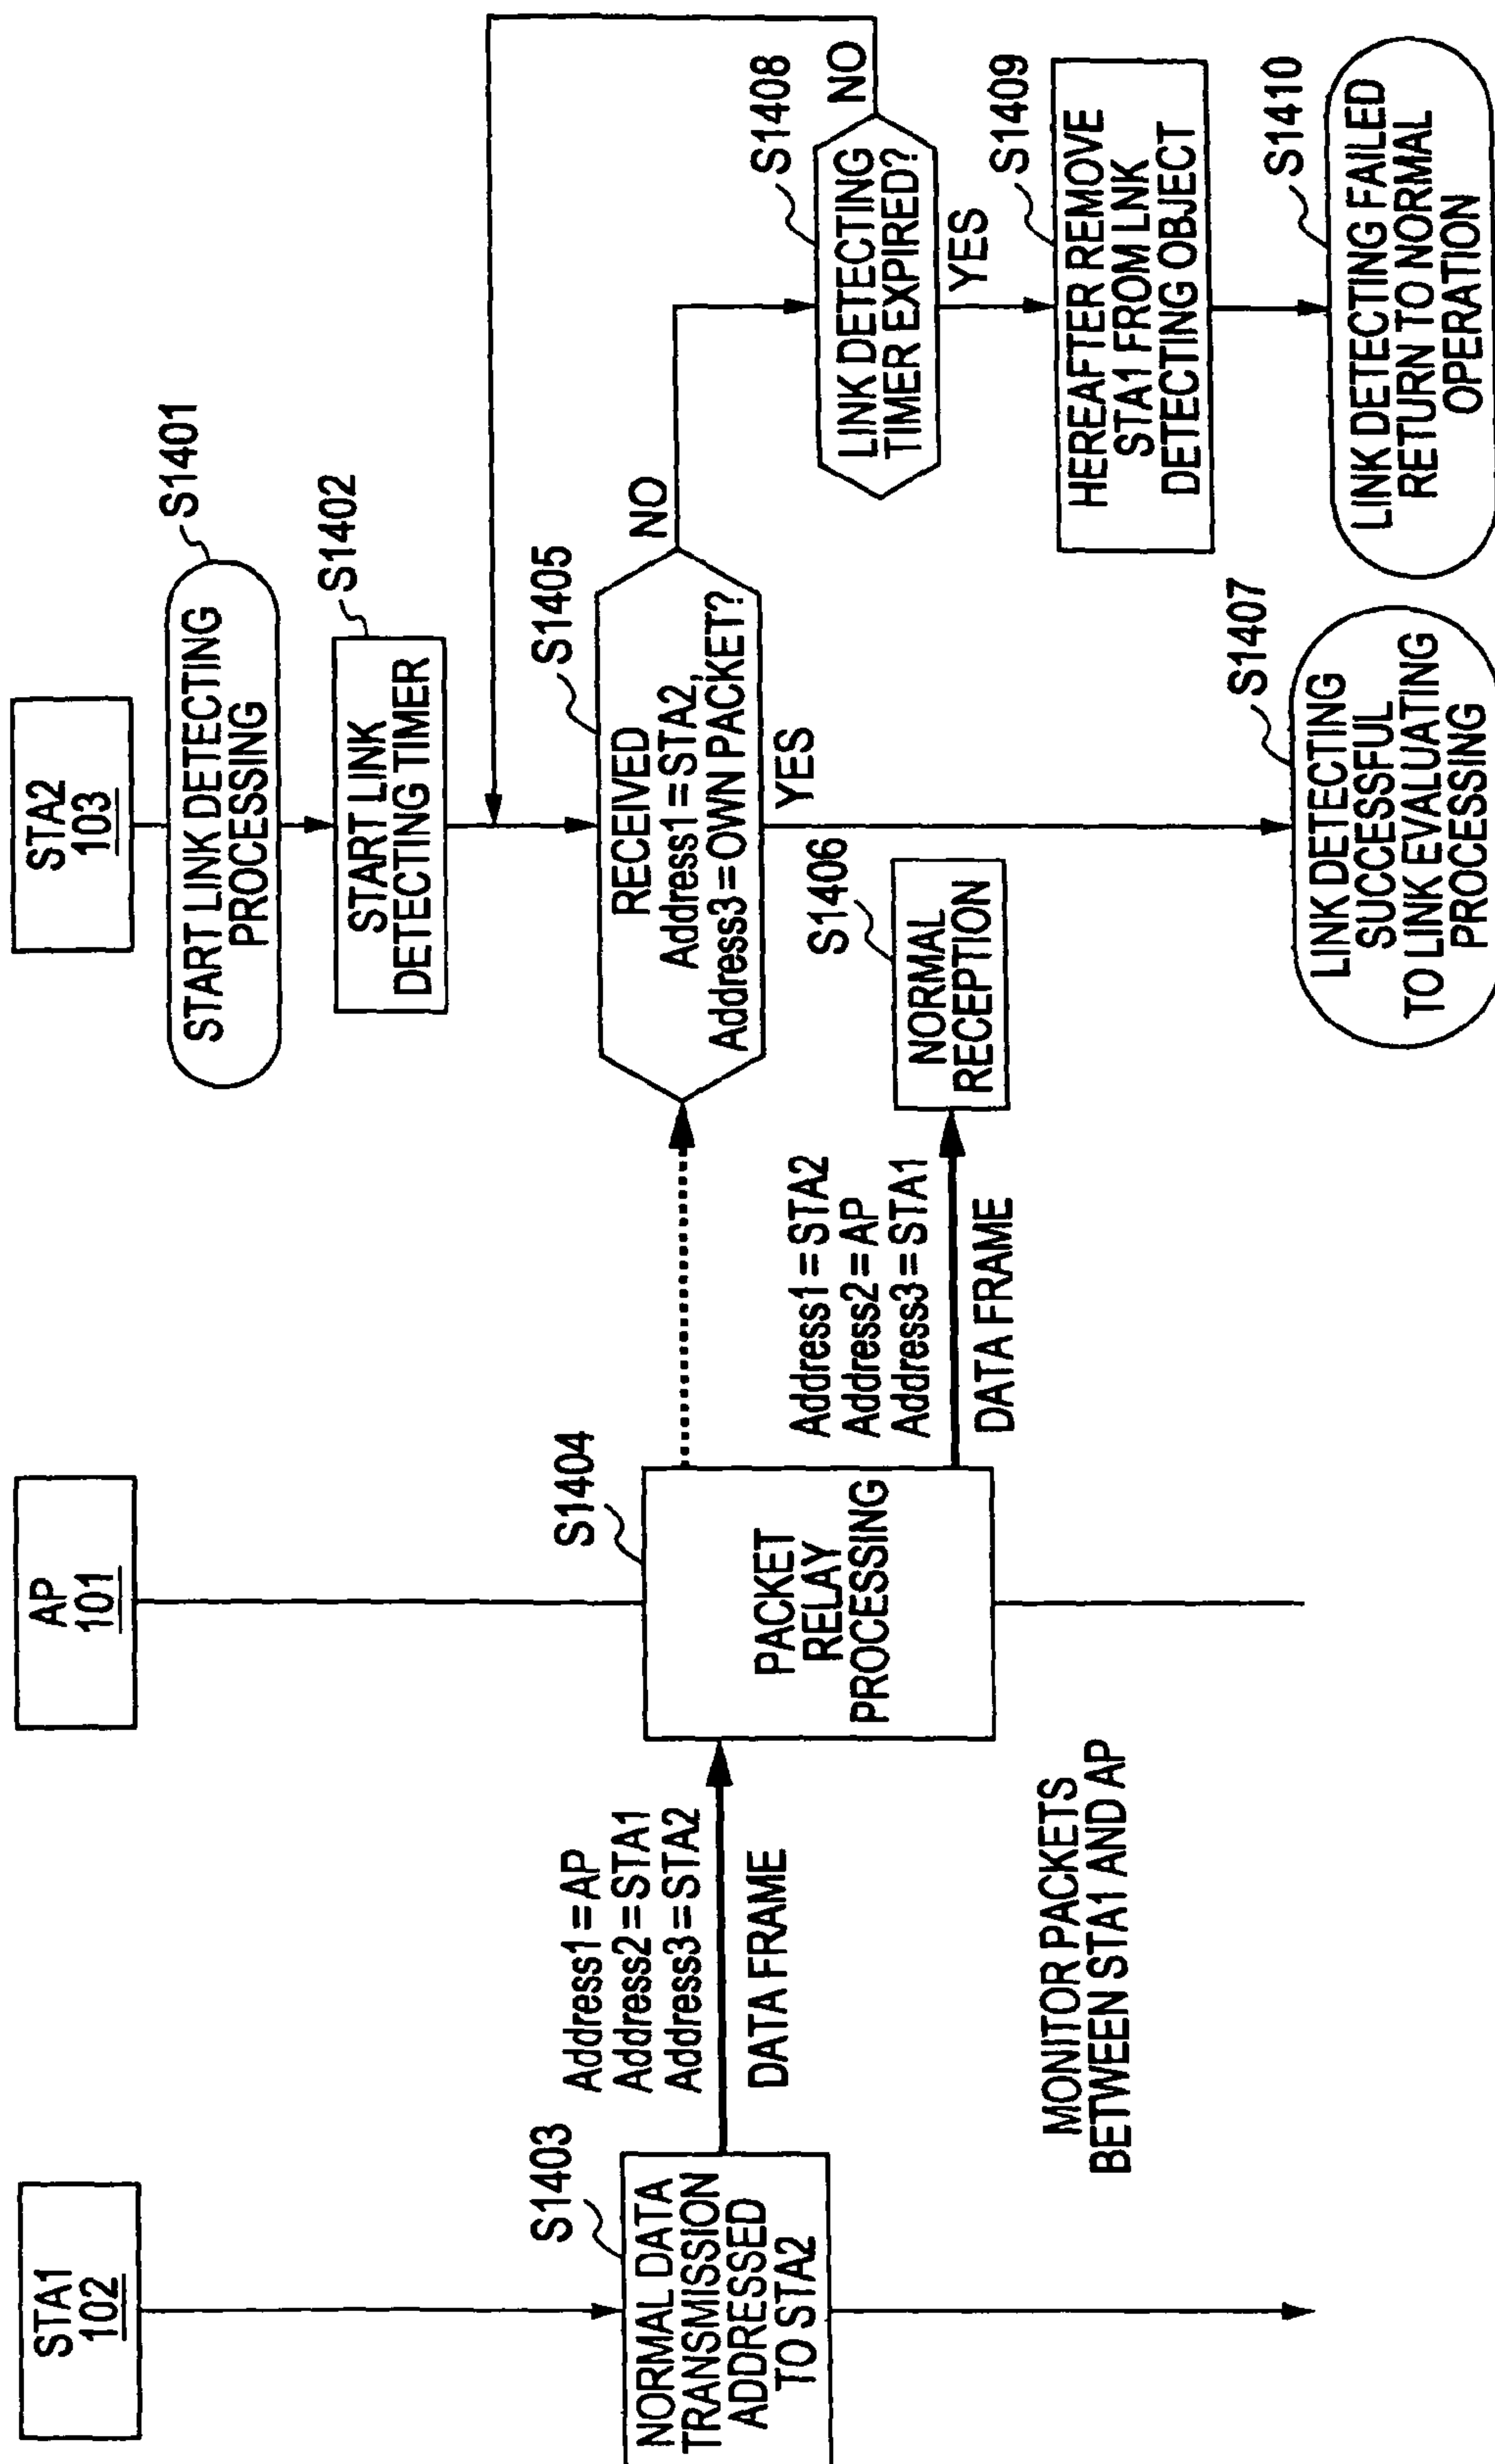 STA1
102
AP
101
STA2
103
START LINK DETECTING
PROCESSING
S1401
START LINK
DETECTING TIMER
S1402
NORMAL DATA
TRANSMISSION
ADDRESSED
TO STA2
S1403
Address1=AP
Address2=STA1
Address3=STA2
DATA FRAME
PACKET
RELAY
PROCESSING
S1404
RECEIVED
Address1=STA2,
Address3=OWN PACKET?
S1405
NO
YES
Address1=STA2
Address2=AP
Address3=STA1
DATA FRAME
NORMAL
RECEPTION
S1406
LINK DETECTING
TIMER EXPIRED?
S1408
NO
YES
HEREAFTER REMOVE
STA1 FROM LNK
DETECTING OBJECT
S1409
MONITOR PACKETS
BETWEEN STA1 AND AP
LINK DETECTING
SUCCESSFUL
TO LINK EVALUATING
PROCESSING
S1407
LINK DETECTING FAILED
RETURN TO NORMAL
OPERATION
S1410